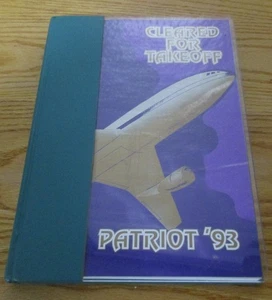 CLEARED
FOR
TAKEOFF
PATRIOT '93